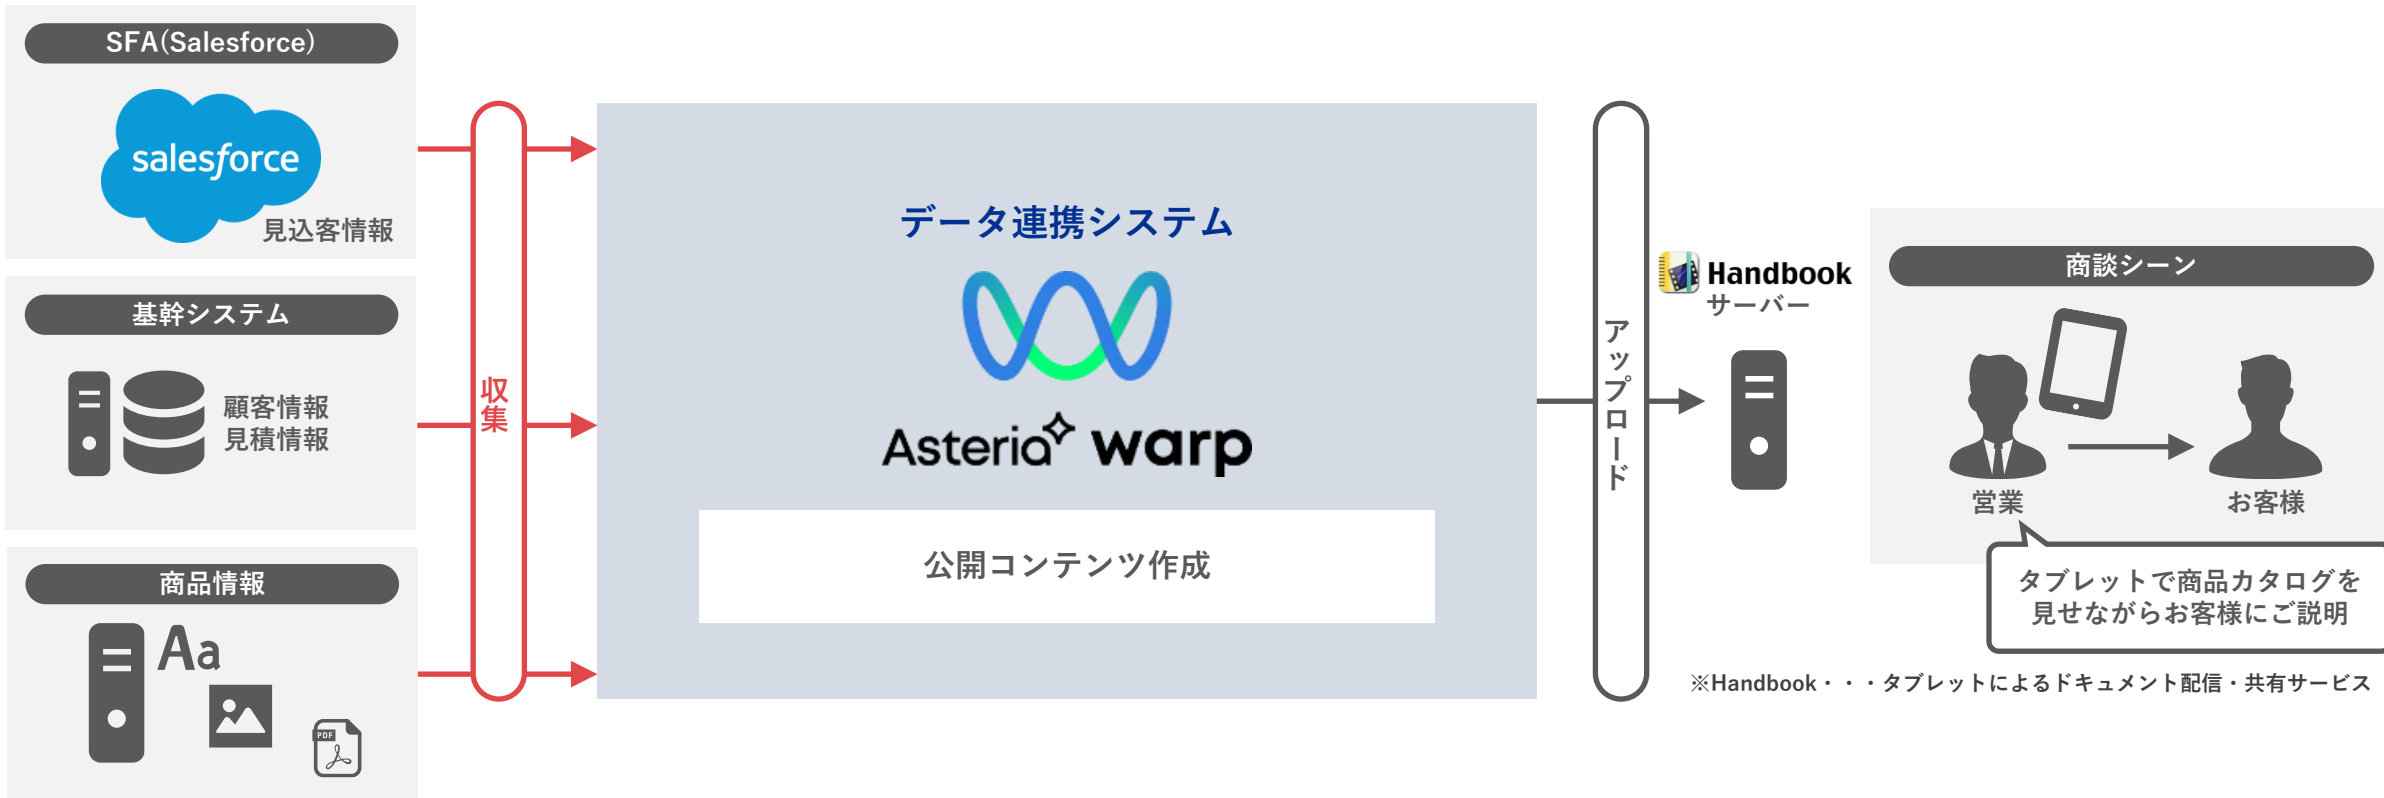 SFA(Salesforce)
salesforce
見込客情報
基幹システム
顧客情報
見積情報
商品情報
Aa
PDF
収集
データ連携システム
Asteria warp
公開コンテンツ作成
アップロード
Handbook
サーバー
商談シーン
営業
お客様
タブレットで商品カタログを
見せながらお客様にご説明
※Handbook・・・タブレットによるドキュメント配信・共有サービス